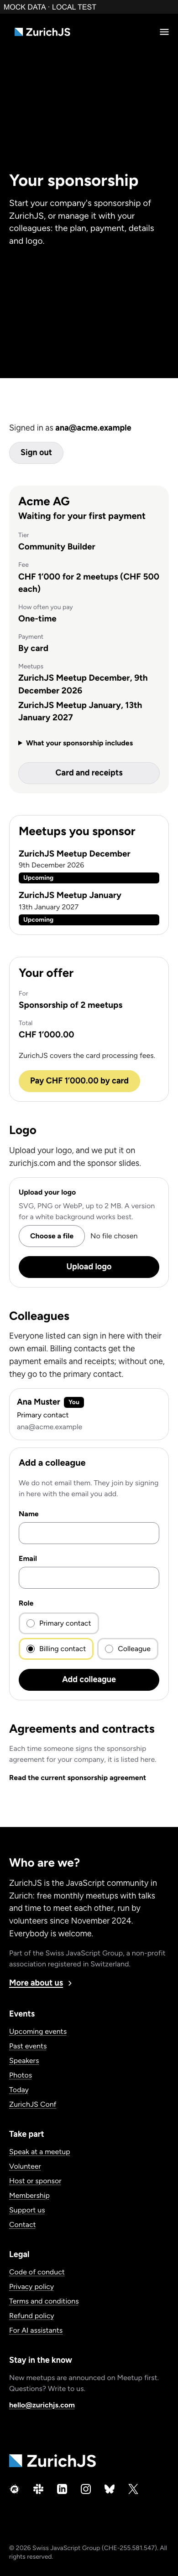 MOCK DATA · LOCAL TEST
ZurichJS
Your sponsorship
Start your company's sponsorship of
ZurichJS, or manage it with your
colleagues: the plan, payment, details
and logo.
Signed in as ana@acme.example
Sign out
Acme AG
Waiting for your first payment
Tier
Community Builder
Fee
CHF 1'000 for 2 meetups (CHF 500
each)
How often you pay
One-time
Payment
By card
Meetups
ZurichJS Meetup December, 9th
December 2026
ZurichJS Meetup January, 13th
January 2027
What your sponsorship includes
Card and receipts
Meetups you sponsor
ZurichJS Meetup December
9th December 2026
Upcoming
ZurichJS Meetup January
13th January 2027
Upcoming
Your offer
For
Sponsorship of 2 meetups
Total
CHF 1'000.00
ZurichJS covers the card processing fees.
Pay CHF 1'000.00 by card
Logo
Upload your logo, and we put it on
zurichjs.com and the sponsor slides.
Upload your logo
SVG, PNG or WebP, up to 2 MB. A version
for a white background works best.
Choose a file No file chosen
Upload logo
Colleagues
Everyone listed can sign in here with their
own email. Billing contacts get the
payment emails and receipts; without one,
they go to the primary contact.
Ana Muster You
Primary contact
ana@acme.example
Add a colleague
We do not email them. They join by signing
in here with the email you add.
Name
Email
Role
Primary contact
Billing contact Colleague
Add colleague
Agreements and contracts
Each time someone signs the sponsorship
agreement for your company, it is listed here.
Read the current sponsorship agreement
Who are we?
ZurichJS is the JavaScript community in
Zurich: free monthly meetups with talks
and time to meet each other, run by
volunteers since November 2024.
Everybody is welcome.
Part of the Swiss JavaScript Group, a non-profit
association registered in Switzerland.
More about us
Events
Upcoming events
Past events
Speakers
Photos
Today
ZurichJS Conf
Take part
Speak at a meetup
Volunteer
Host or sponsor
Membership
Support us
Contact
Legal
Code of conduct
Privacy policy
Terms and conditions
Refund policy
For AI assistants
Stay in the know
New meetups are announced on Meetup first.
Questions? Write to us.
hello@zurichjs.com
ZurichJS
© 2026 Swiss JavaScript Group (CHE-255.581.547). All
rights reserved.